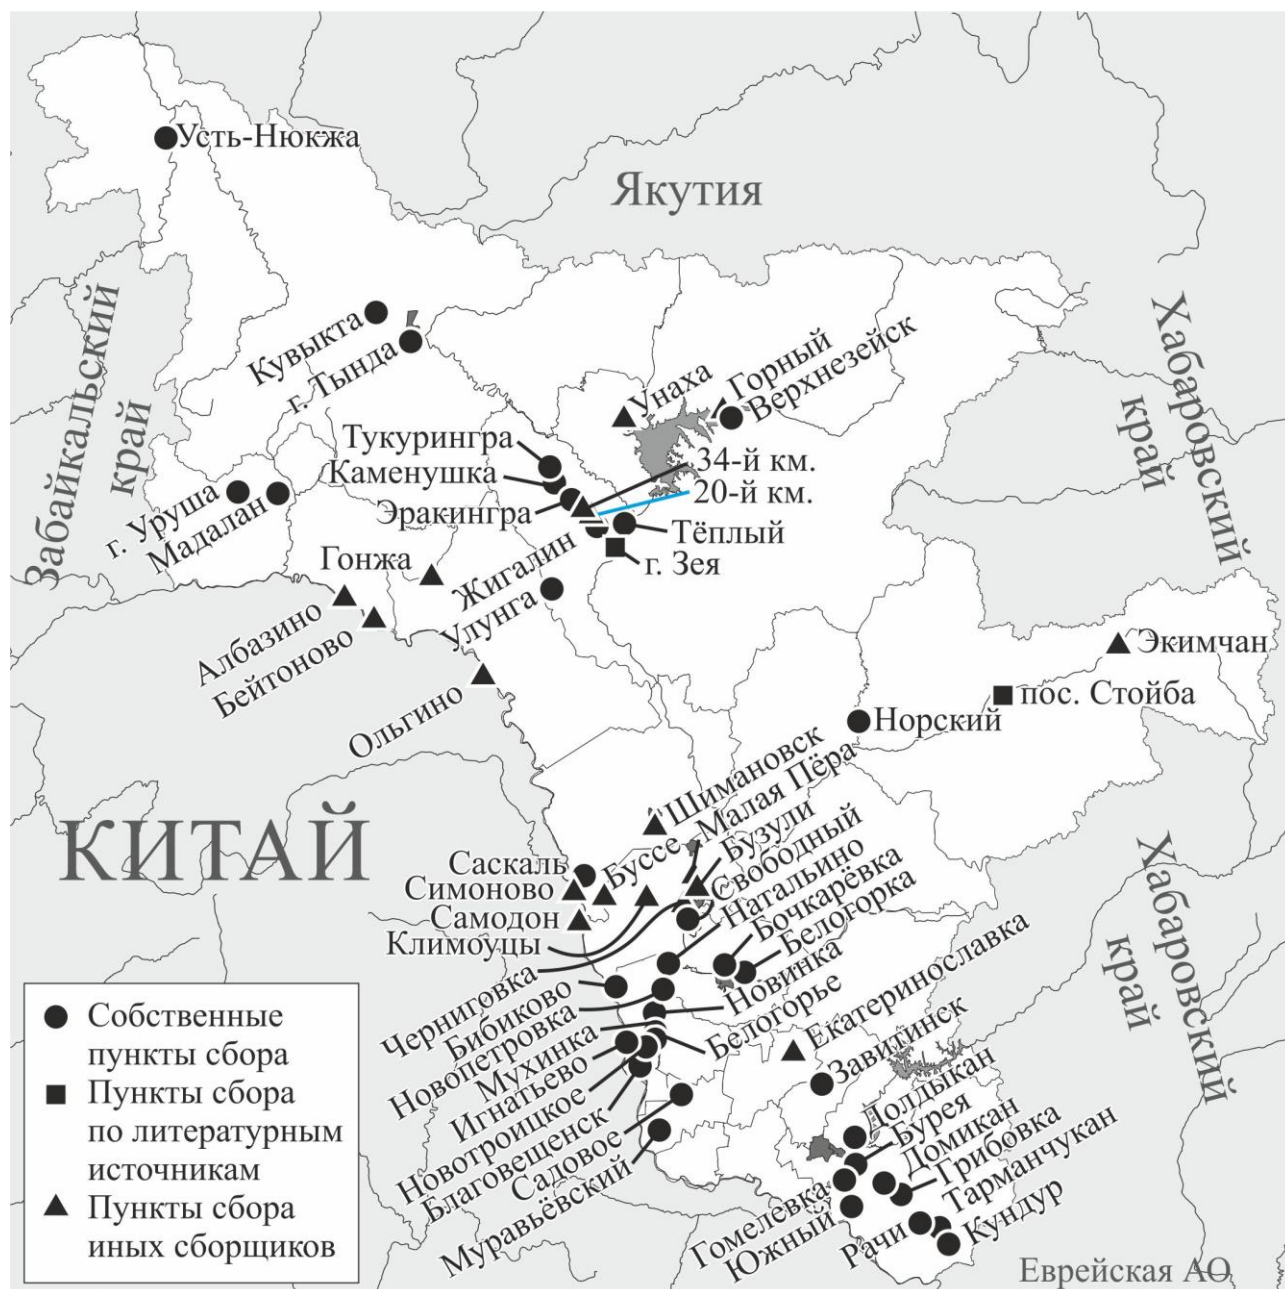 Усть-Нюкжа
Якутия
Забайкальский
край
Хабаровский
край
Кувыкта
г. Тында
Унаха
Горный
Верхнезейск
Тукурингра
Каменушка
Эракингра
34-й км.
20-й км.
г. Уруша
Мадалан
Гонжа
Жигалин
Тёплый
г. Зея
Улунга
Албазино
Бейтоново
Ольгино
Экимчан
пос. Стойба
Норский
КИТАЙ
Шимановск
Малая Пёра
Бузули
Свободный
Натальино
Бочкарёвка
Белогорка
Саскаль
Буссе
Симоново
Самодон
Климоуцы
Хабаровский
край
Черниговка
Бибиково
Новопетровка
Мухинка
Игнатьево
Новотроицкое
Благовещенск
Садовое
Муравьёвский
Новинка
Белогорье
Екатеринославка
Завитинск
Долдыкан
Бурея
Домикан
Грибовка
Тарманчукан
Гомелевка
Южный
Рачи
Кундур
Еврейская АО
Собственные
пункты сбора
Пункты сбора
по литературным
источникам
Пункты сбора
иных сборщиков